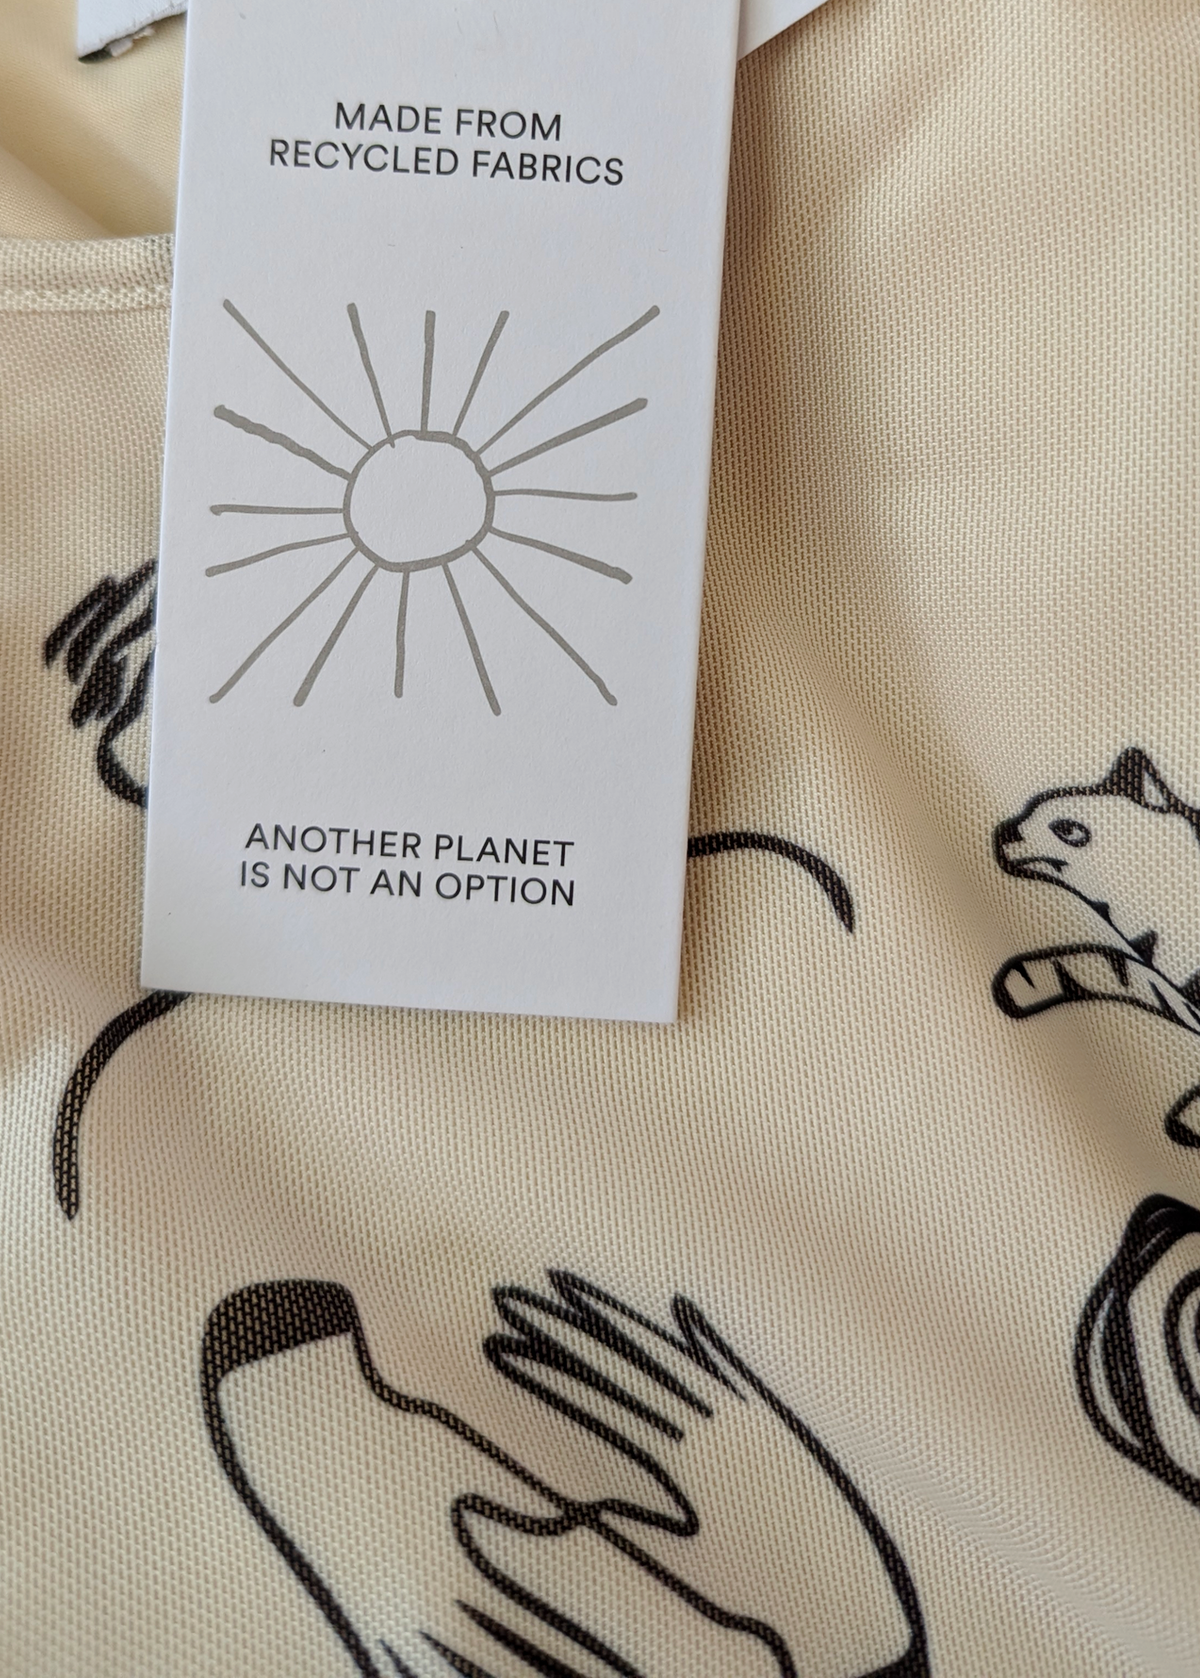 MADE FROM
RECYCLED FABRICS
ANOTHER PLANET
IS NOT AN OPTION